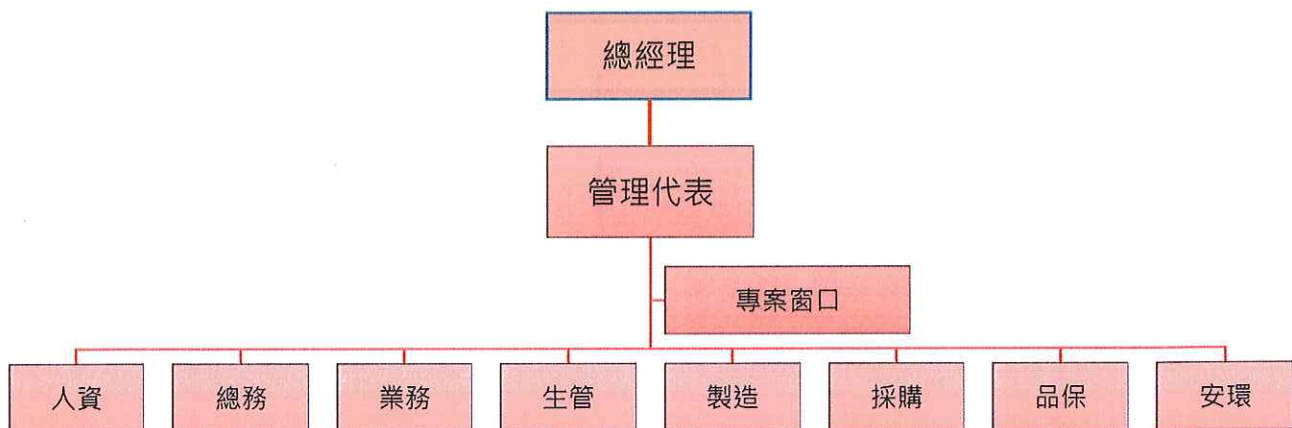 總經理
管理代表
專案窗口
人資 總務 業務 生管 製造 採購 品保 安環